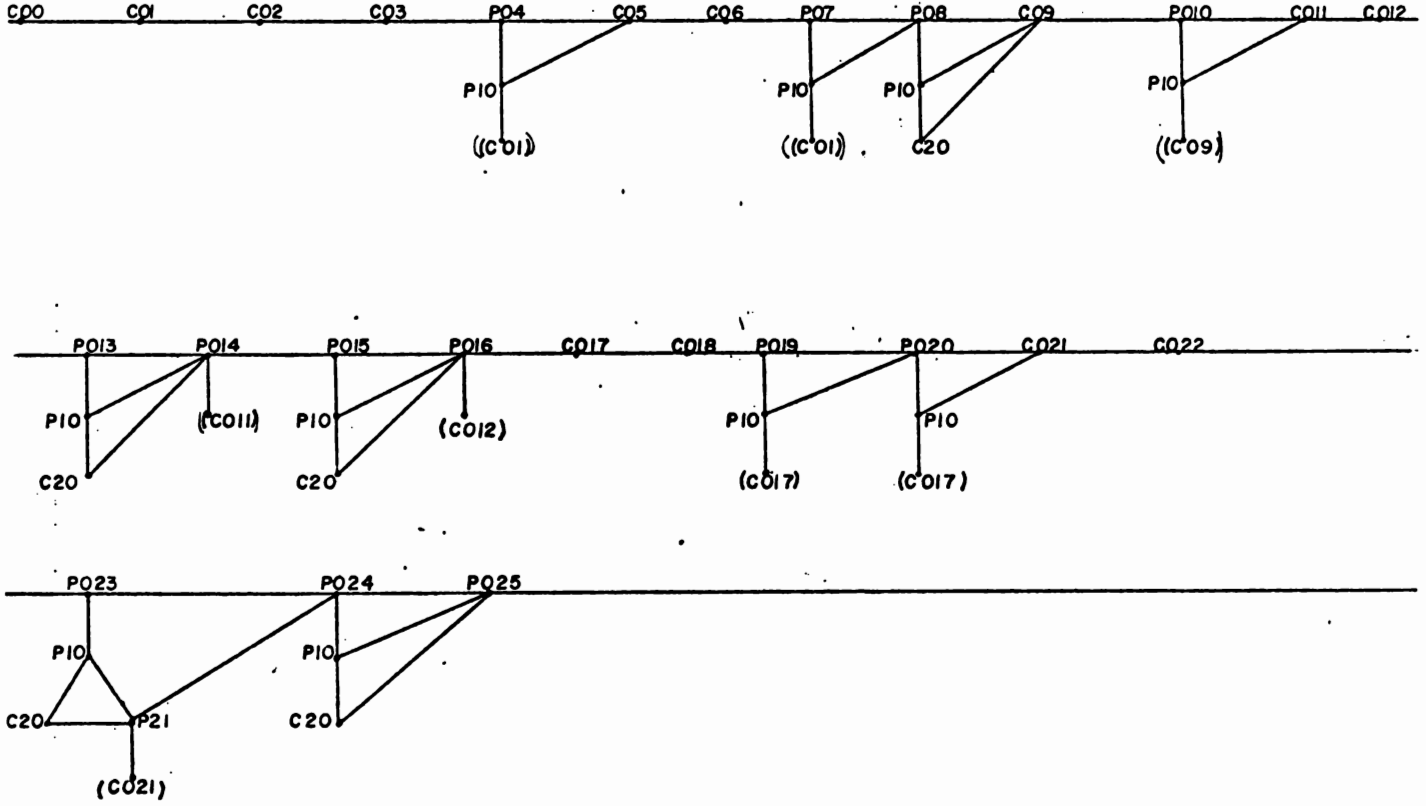 C00 C01 C02 C03 P04 C05 C06 P07 P08 C09 P010 C011 C012
P10 P10 P10 P10
((C01)) ((C01)) C20 ((C09))
P013 P014 P015 P016 C017 C018 P019 P020 C021 C022
P10 ((C011) P10 (C012) P10 P10
C20 C20 (C017) (C017)
P023 P024 P025
P10 P10
C20 P21 C20
(C021)